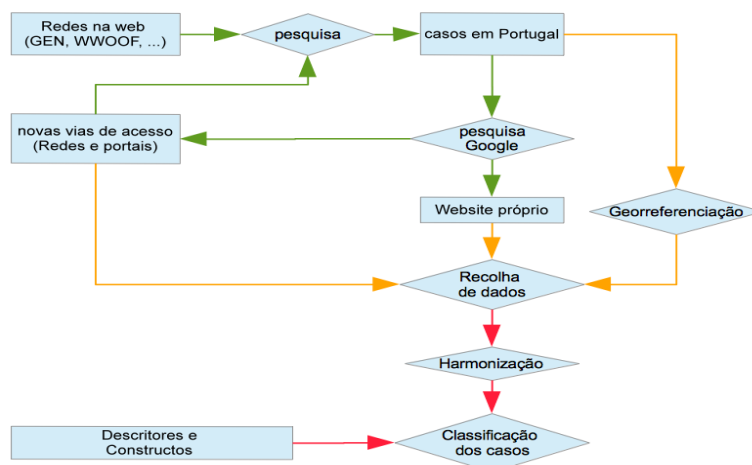 Redes na web
(GEN, WWOOF, ...)
pesquisa
casos em Portugal
novas vias de acesso
(Redes e portais)
pesquisa
Google
Website próprio
Georreferenciação
Recolha
de dados
Harmonização
Descritores e
Constructos
Classificação
dos casos